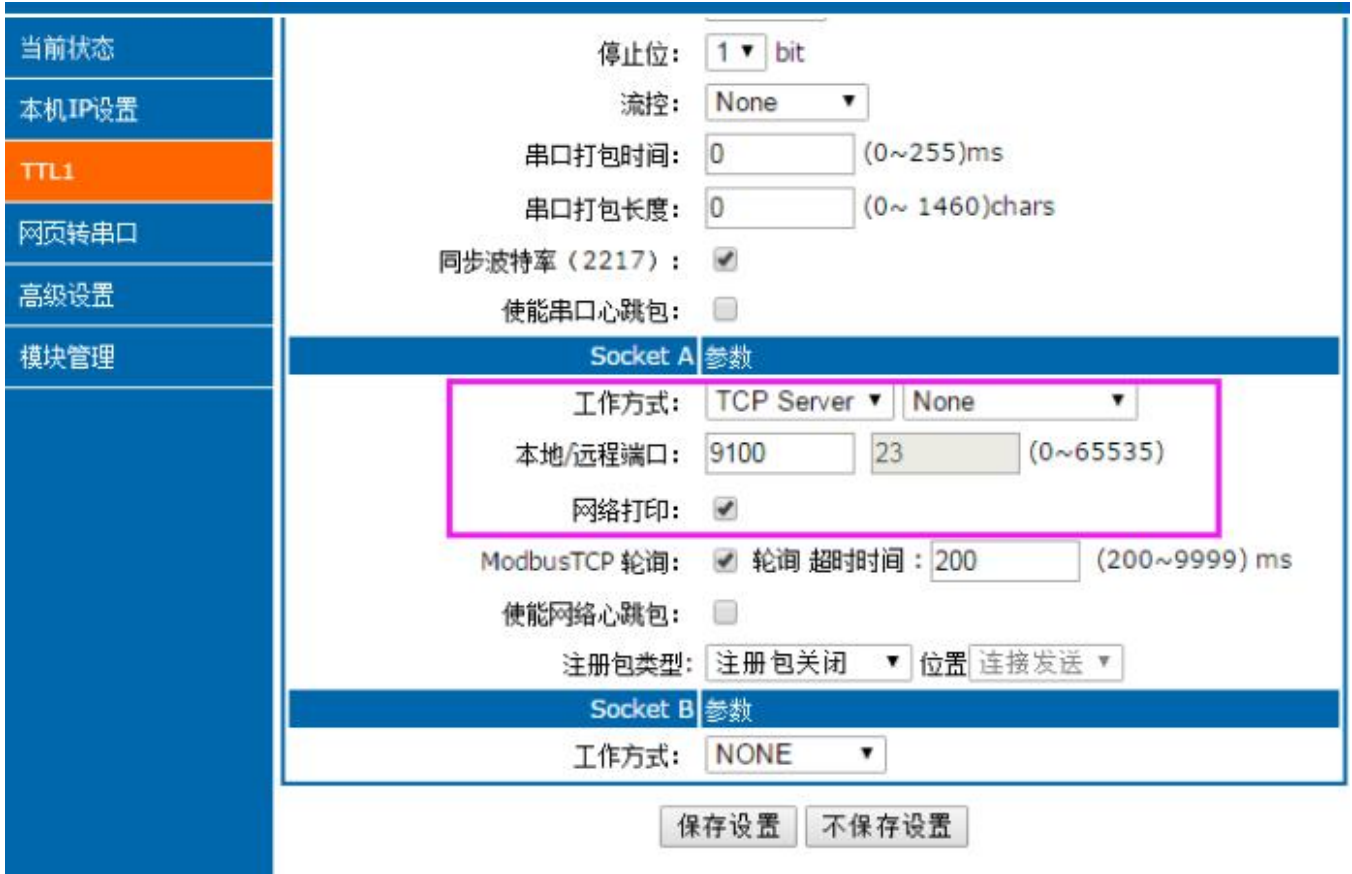 当前状态
本机IP设置
TTL1
网页转串口
高级设置
模块管理
停止位： 1 bit
流控： None
串口打包时间： 0 (0~255)ms
串口打包长度： 0 (0~ 1460)chars
同步波特率（2217）：
使能串口心跳包：
Socket A 参数
工作方式： TCP Server None
本地/远程端口： 9100 23 (0~65535)
网络打印：
ModbusTCP 轮询： 轮询 超时时间：200 (200~9999) ms
使能网络心跳包：
注册包类型: 注册包关闭 位置 连接发送
Socket B 参数
工作方式： NONE
保存设置 不保存设置